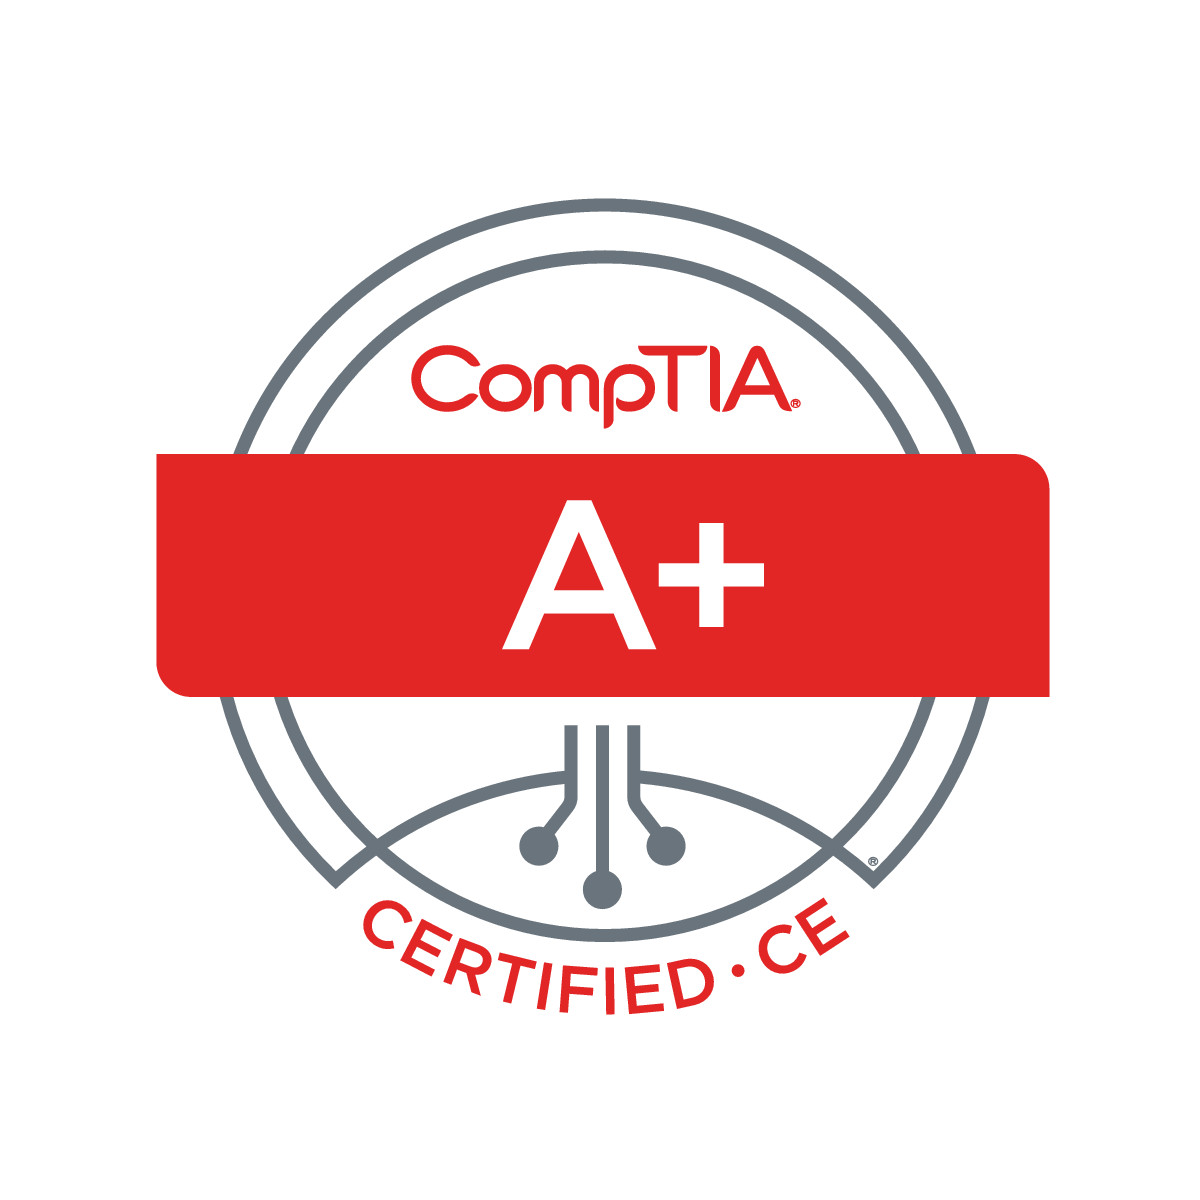 CompTIA®
A+
®
CERTIFIED • CE